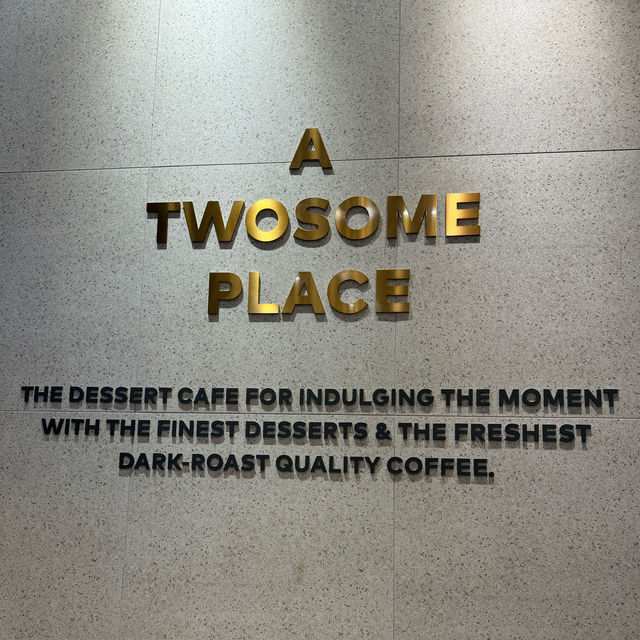 A
TWOSOME
PLACE
THE DESSERT CAFE FOR INDULGING THE MOMENT
WITH THE FINEST DESSERTS & THE FRESHEST
DARK-ROAST QUALITY COFFEE.